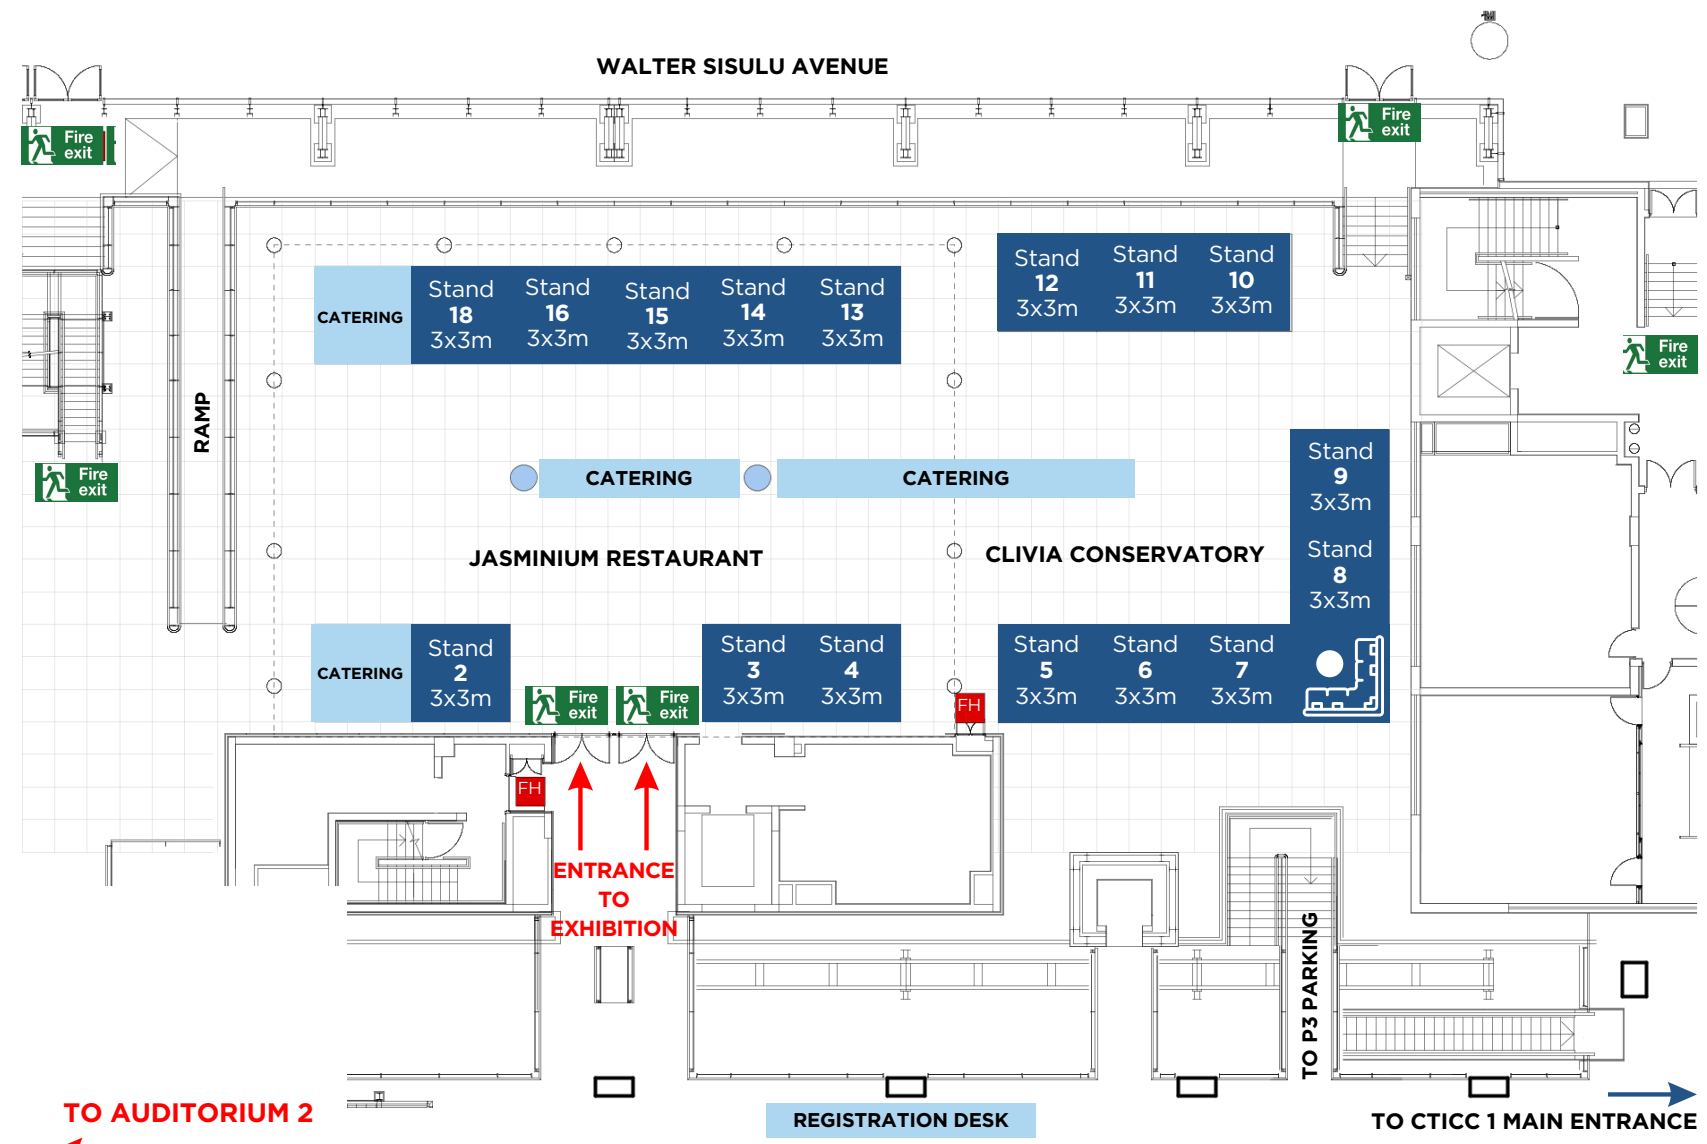 WALTER SISULU AVENUE
Fire
exit
Fire
exit
Stand
12
3x3m
Stand
11
3x3m
Stand
10
3x3m
CATERING
Stand
18
3x3m
Stand
16
3x3m
Stand
15
3x3m
Stand
14
3x3m
Stand
13
3x3m
Fire
exit
RAMP
Fire
exit
CATERING
CATERING
Stand
9
3x3m
JASMINIUM RESTAURANT
CLIVIA CONSERVATORY
Stand
8
3x3m
CATERING
Stand
2
3x3m
Fire
exit
Fire
exit
Stand
3
3x3m
Stand
4
3x3m
FH
Stand
5
3x3m
Stand
6
3x3m
Stand
7
3x3m
FH
ENTRANCE
TO
EXHIBITION
TO P3 PARKING
TO AUDITORIUM 2
REGISTRATION DESK
TO CTICC 1 MAIN ENTRANCE